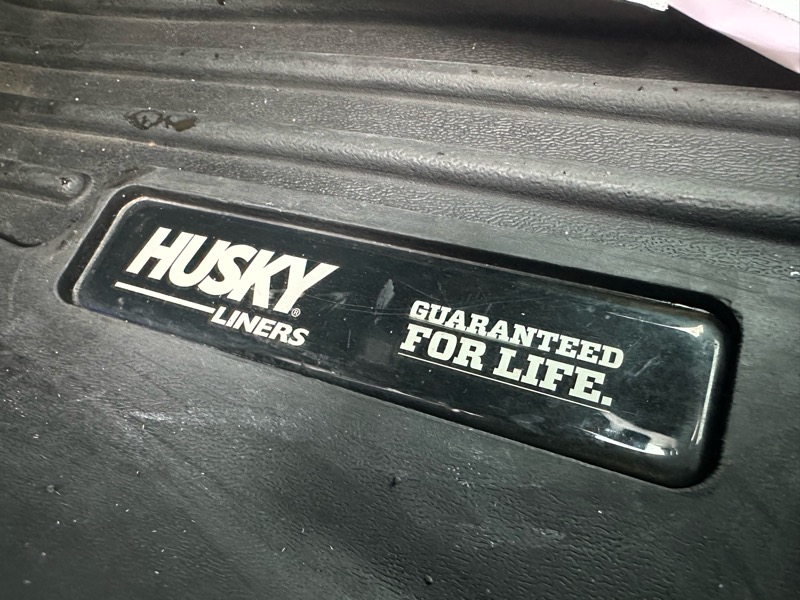 HUSKY®
LINERS
GUARANTEED
FOR LIFE.